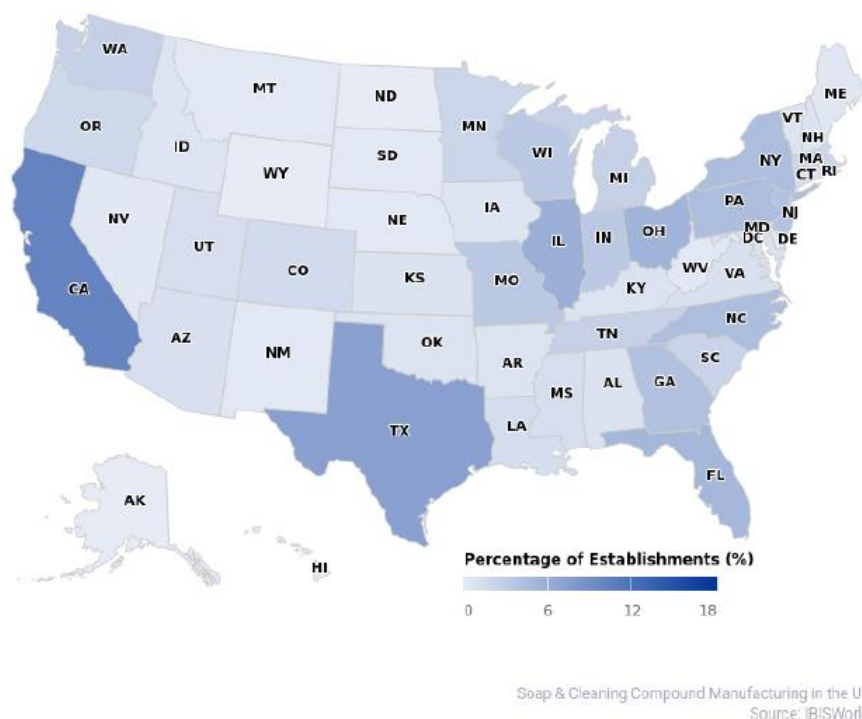 WA
MT
ND
MN
ME
VT
NH
OR
ID
SD
WI
MI
NY
MA
CT
RI
WY
NV
NE
IA
PA
NJ
UT
CO
IL
IN
OH
MD
DC
DE
CA
KS
MO
WV
VA
KY
AZ
NM
OK
TN
NC
AR
SC
MS
AL
GA
TX
LA
FL
AK
HI
Percentage of Establishments (%)
0 6 12 18
Soap & Cleaning Compound Manufacturing in the U
Source: IBISWorl